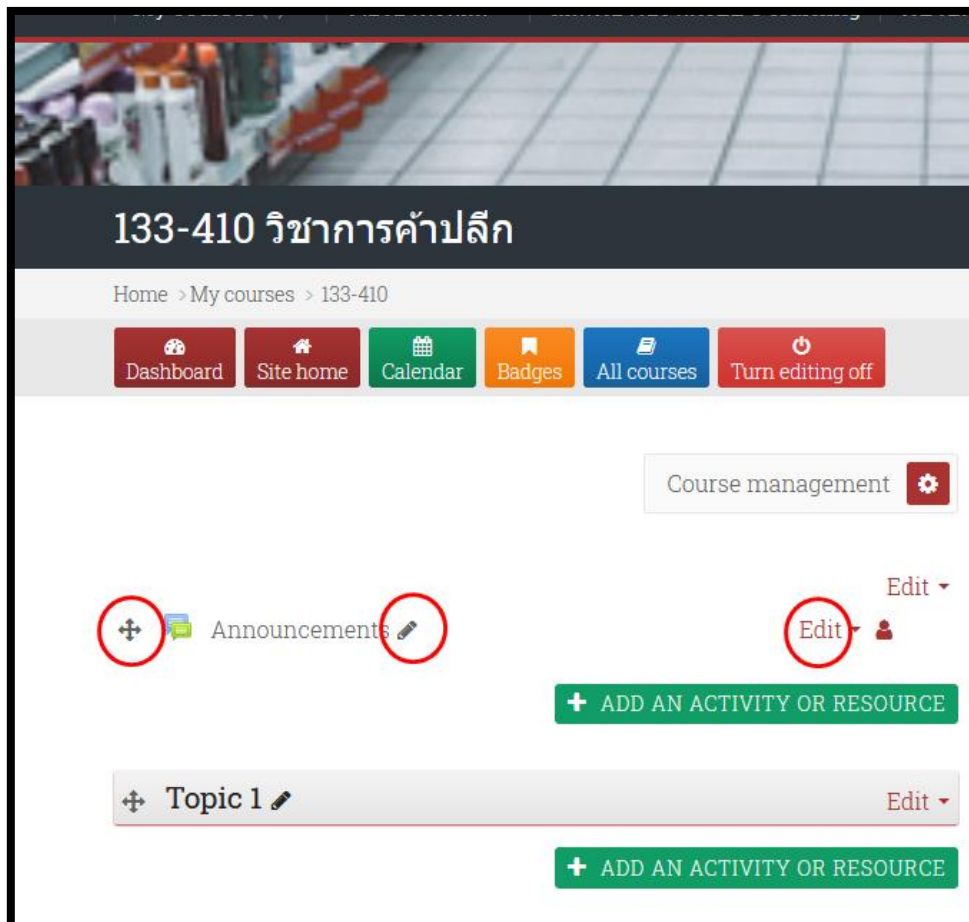 133-410 วิชาการค้าปลีก
Home > My courses > 133-410
Dashboard Site home Calendar Badges All courses Turn editing off
Course management
Edit
Announcements Edit
+ ADD AN ACTIVITY OR RESOURCE
Topic 1 Edit
+ ADD AN ACTIVITY OR RESOURCE